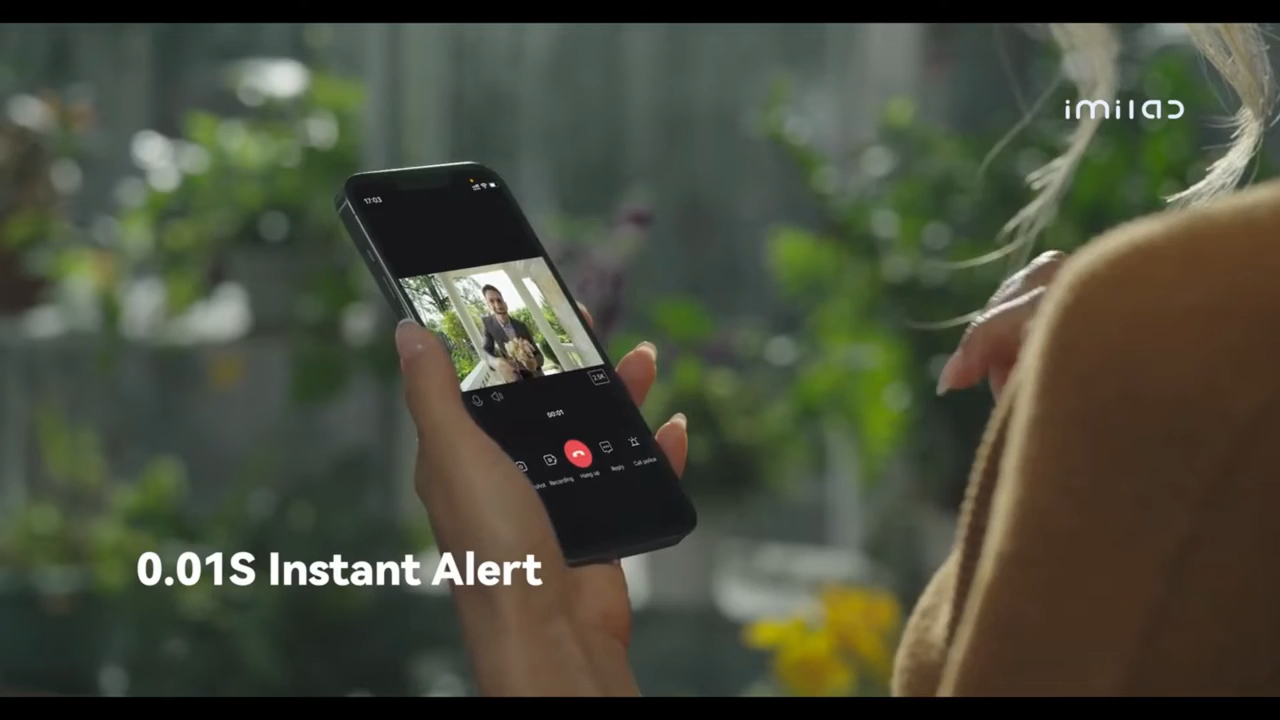 imilab
17:03
2.5K
00:01
Recording
Hang up
Reply
Call police
0.01S Instant Alert